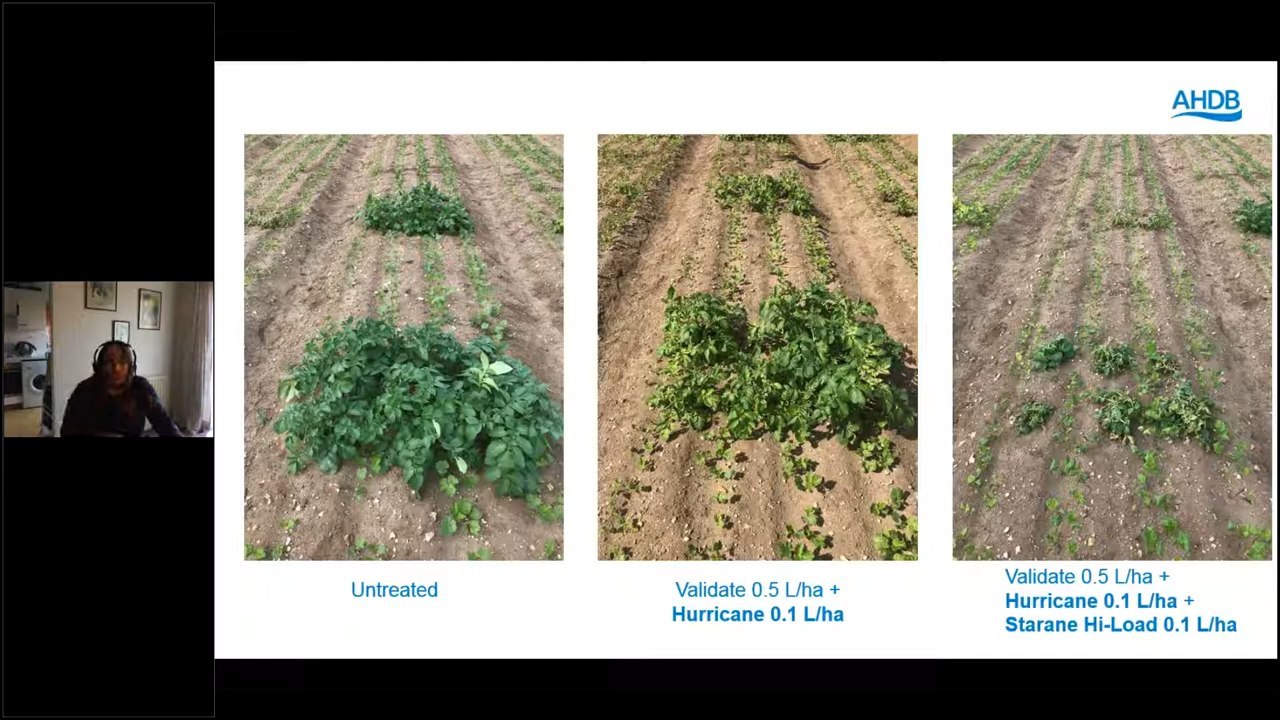 AHDB
Untreated
Validate 0.5 L/ha +
Hurricane 0.1 L/ha
Validate 0.5 L/ha +
Hurricane 0.1 L/ha +
Starane Hi-Load 0.1 L/ha